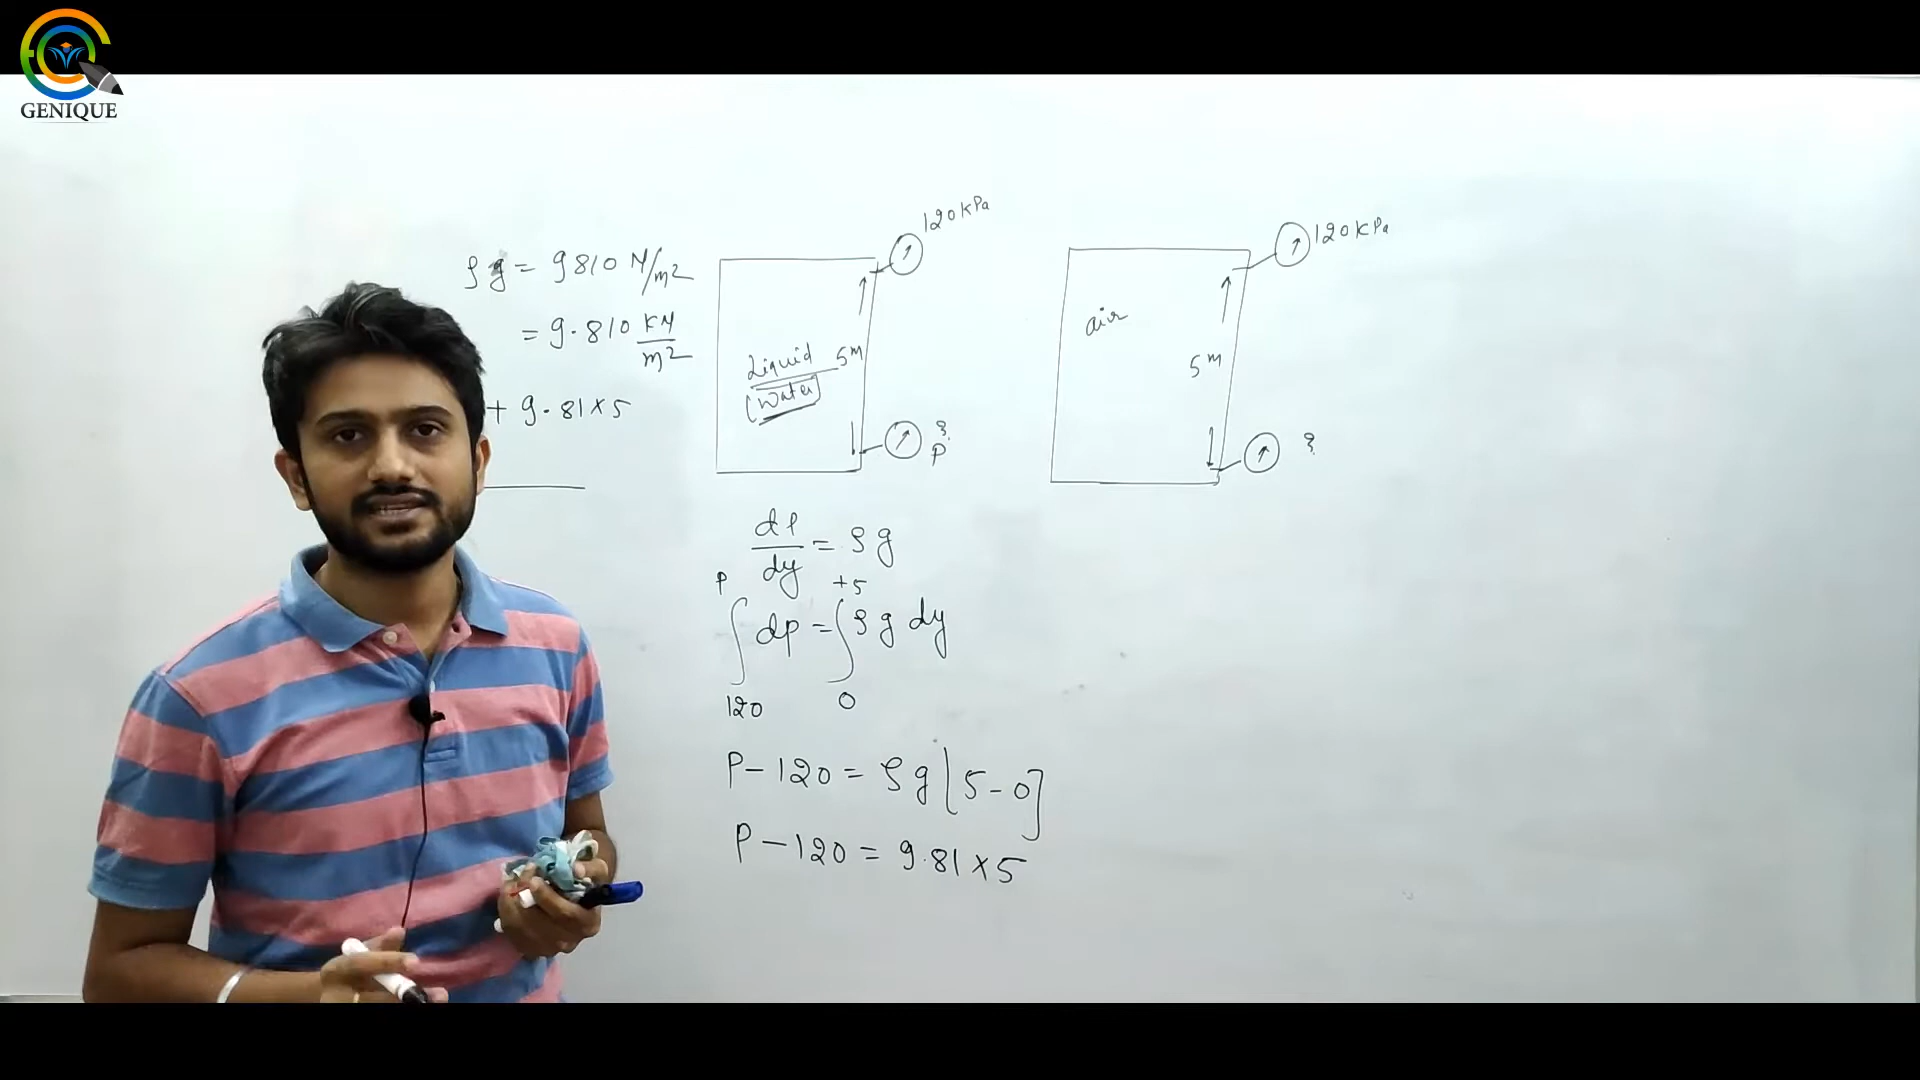 GENIQUE
ρg = 9810 N/m2
= 9.810 KN/m2
+ 9.81×5
120 kPa
Liquid
(water)
5m
?
P
120 kPa
air
5m
?
dP/dy = ρg
P +5
∫dp = ∫ρg dy
120 0
P-120 = ρg[5-0]
P-120 = 9.81×5